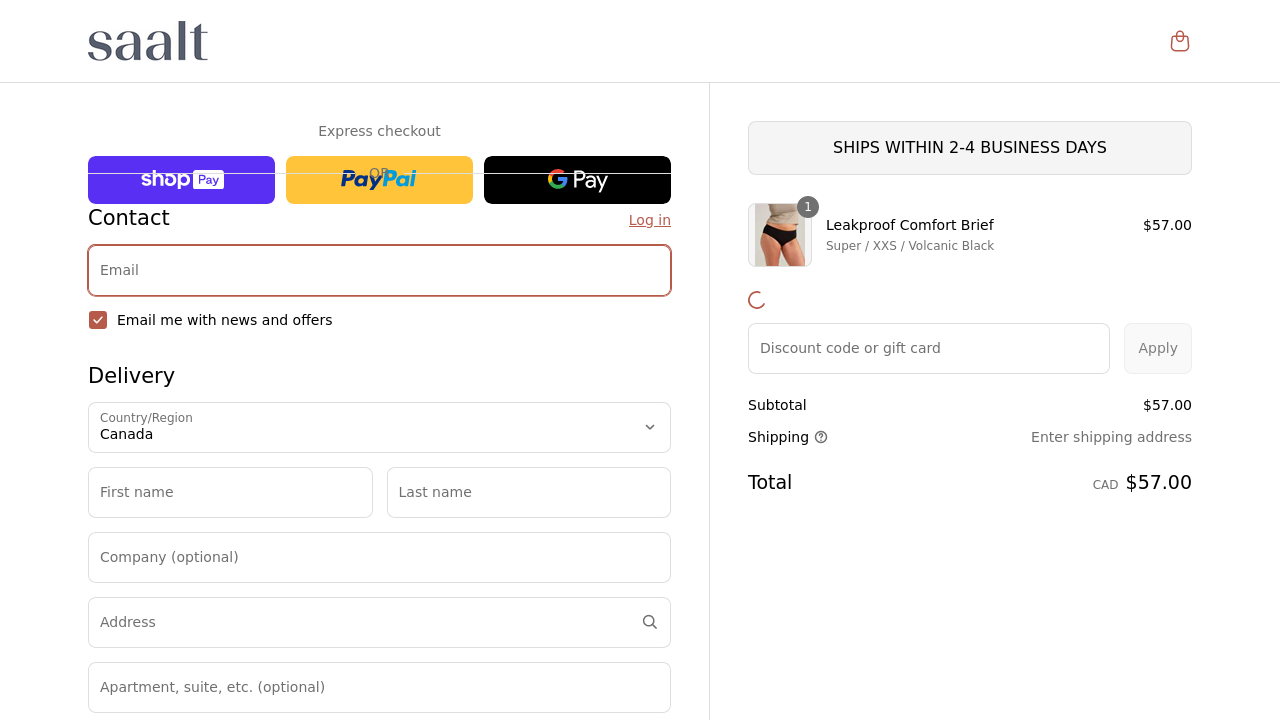 saalt
Express checkout
shop Pay
PayPal
G Pay
OR
Contact
Log in
Email
Email me with news and offers
Delivery
Country/Region
Canada
First name
Last name
Company (optional)
Address
Apartment, suite, etc. (optional)
SHIPS WITHIN 2-4 BUSINESS DAYS
1
Leakproof Comfort Brief
$57.00
Super / XXS / Volcanic Black
Discount code or gift card
Apply
Subtotal
$57.00
Shipping
Enter shipping address
Total
CAD $57.00